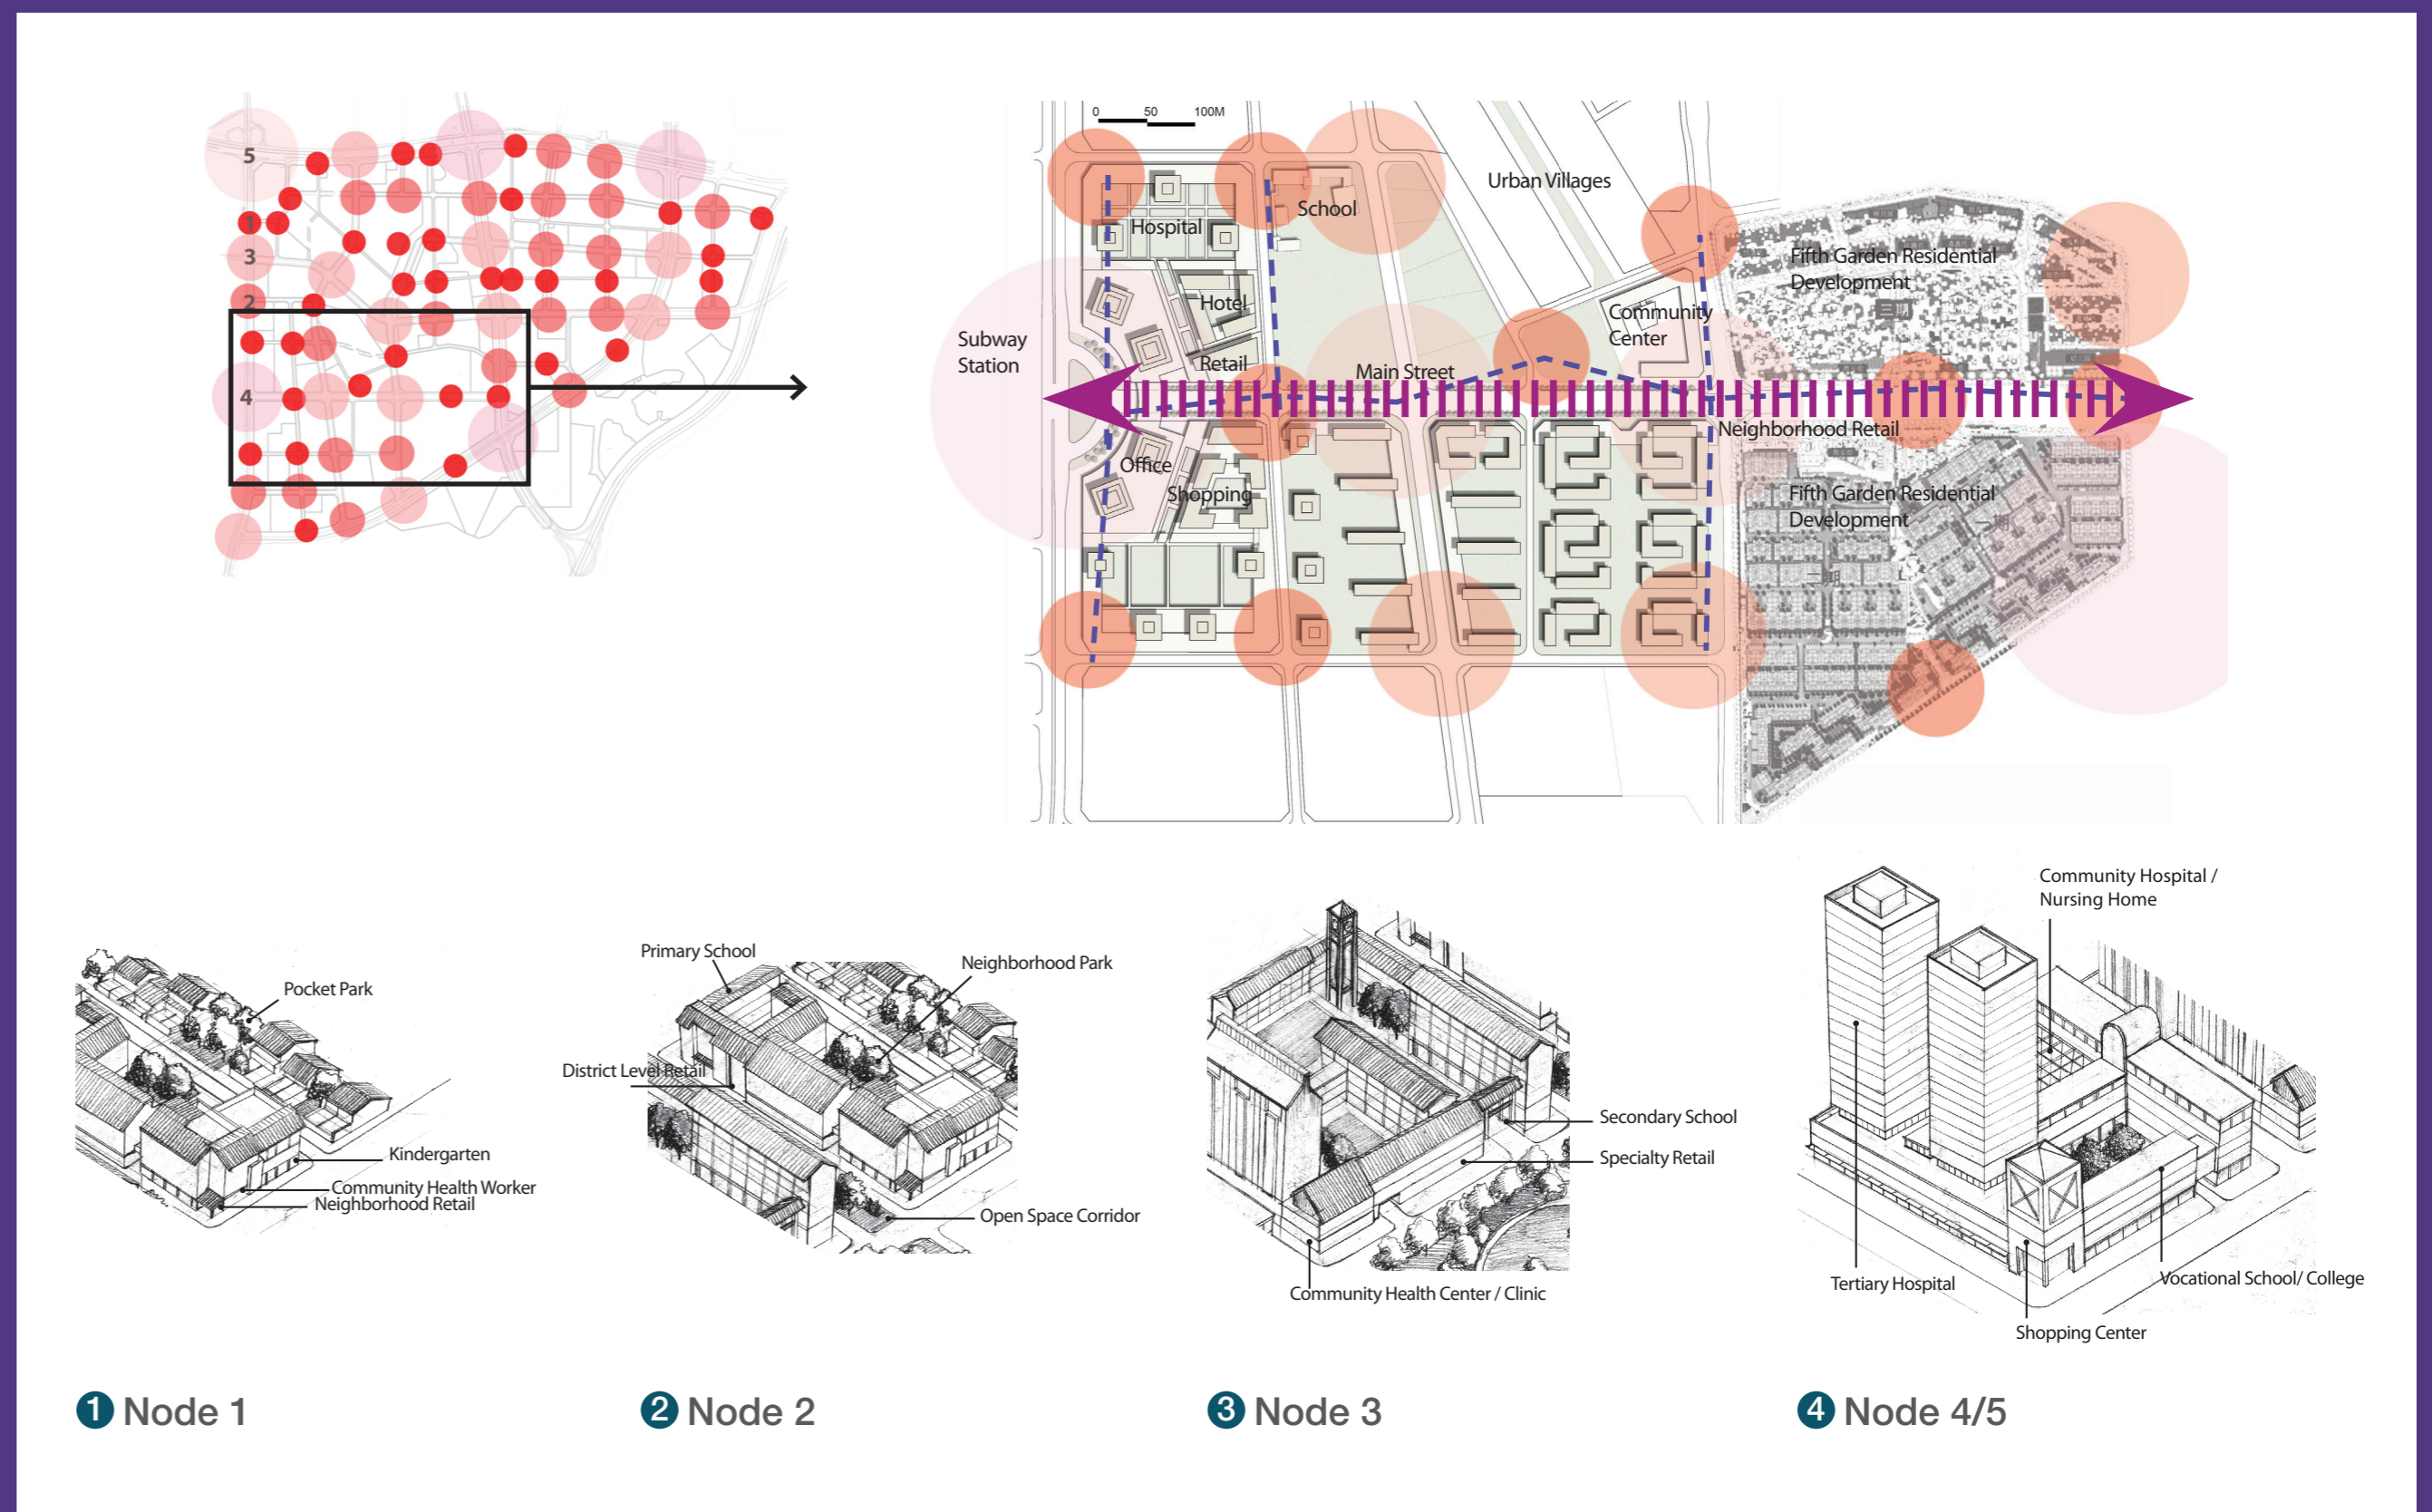 5
1
3
2
4
0 50 100M
Urban Villages
School
Hospital
Fifth Garden Residential
Development
Hotel
Community
Center
Subway
Station
Retail
Main Street
Neighborhood Retail
Office
Shopping
Fifth Garden Residential
Development
Pocket Park
Kindergarten
Community Health Worker
Neighborhood Retail
Primary School
Neighborhood Park
District Level Retail
Open Space Corridor
Secondary School
Specialty Retail
Community Health Center / Clinic
Community Hospital /
Nursing Home
Tertiary Hospital
Vocational School/ College
Shopping Center
1 Node 1
2 Node 2
3 Node 3
4 Node 4/5